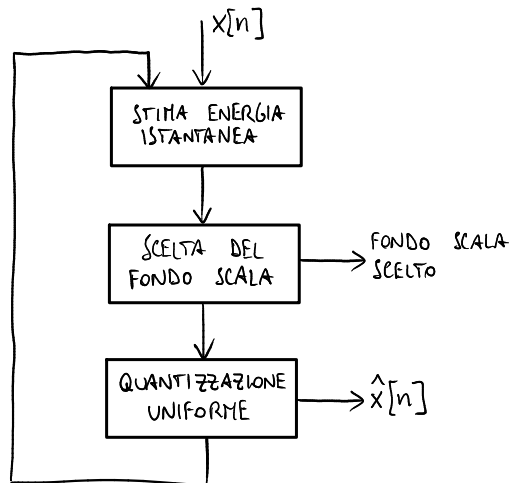 x[n]
STIMA ENERGIA
ISTANTANEA
SCELTA DEL
FONDO SCALA
FONDO SCALA
SCELTO
QUANTIZZAZIONE
UNIFORME
x̂[n]